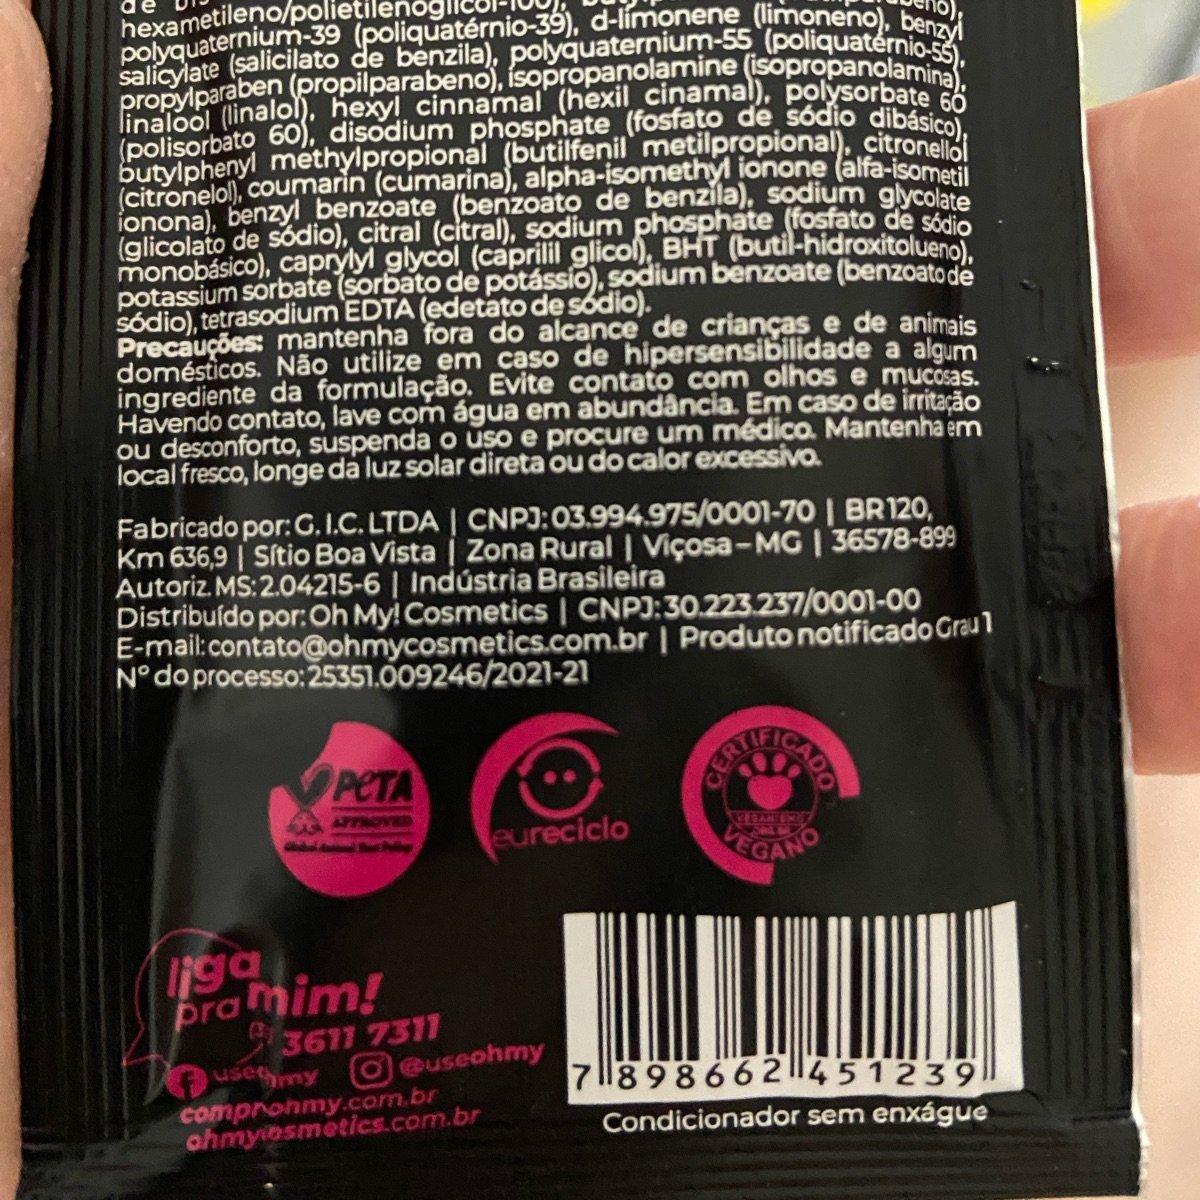 hexametileno/polietilenoglicol-100),
polyquaternium-39 (poliquatérnio-39), d-limonene (limoneno), benzyl
salicylate (salicilato de benzila), polyquaternium-55 (poliquatérnio-55),
propylparaben (propilparabeno), isopropanolamine (isopropanolamina),
linalool (linalol), hexyl cinnamal (hexil cinamal), polysorbate 60
(polisorbato 60), disodium phosphate (fosfato de sódio dibásico),
butylphenyl methylpropional (butilfenil metilpropional), citronellol
(citronelol), coumarin (cumarina), alpha-isomethyl ionone (alfa-isometil
ionona), benzyl benzoate (benzoato de benzila), sodium glycolate
(glicolato de sódio), citral (citral), sodium phosphate (fosfato de sódio
monobásico), caprylyl glycol (caprilil glicol), BHT (butil-hidroxitolueno),
potassium sorbate (sorbato de potássio), sodium benzoate (benzoato de
sódio), tetrasodium EDTA (edetato de sódio).
Precauções: mantenha fora do alcance de crianças e de animais
domésticos. Não utilize em caso de hipersensibilidade a algum
ingrediente da formulação. Evite contato com olhos e mucosas.
Havendo contato, lave com água em abundância. Em caso de irritação
ou desconforto, suspenda o uso e procure um médico. Mantenha em
local fresco, longe da luz solar direta ou do calor excessivo.
Fabricado por: G. I.C. LTDA | CNPJ: 03.994.975/0001-70 | BR 120,
Km 636,9 | Sítio Boa Vista | Zona Rural | Viçosa – MG | 36578-899
Autoriz. MS: 2.04215-6 | Indústria Brasileira
Distribuído por: Oh My! Cosmetics | CNPJ: 30.223.237/0001-00
E-mail: contato@ohmycosmetics.com.br | Produto notificado Grau 1
N° do processo: 25351.009246/2021-21
PETA
APPROVED
Global Animal Test Policy
eureciclo
CERTIFICADO
VEGANO
liga
pra mim!
3611 7311
useohmy @useohmy
comprohmy.com.br
ohmycosmetics.com.br
7 898662 451239
Condicionador sem enxágue